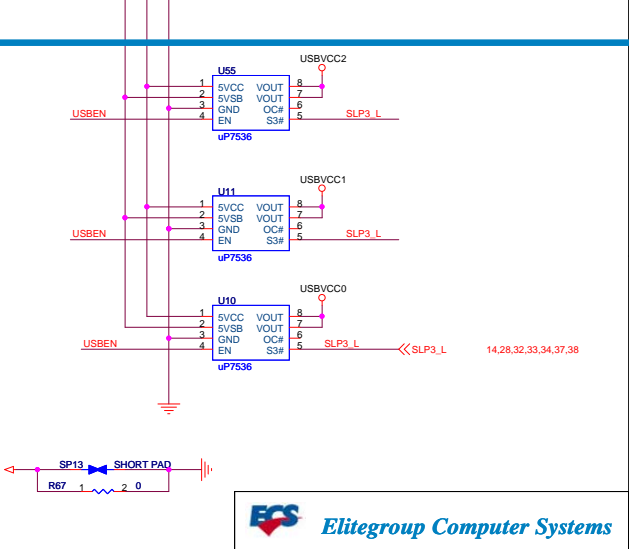 USBVCC2
U55
1 5VCC VOUT 8
2 5VSB VOUT 7
3 GND OC# 6
USBEN 4 EN S3# 5 SLP3_L
uP7536
USBVCC1
U11
1 5VCC VOUT 8
2 5VSB VOUT 7
3 GND OC# 6
USBEN 4 EN S3# 5 SLP3_L
uP7536
USBVCC0
U10
1 5VCC VOUT 8
2 5VSB VOUT 7
3 GND OC# 6
USBEN 4 EN S3# 5 SLP3_L SLP3_L 14,28,32,33,34,37,38
uP7536
SP13 SHORT PAD
R67 1 2 0
ECS Elitegroup Computer Systems